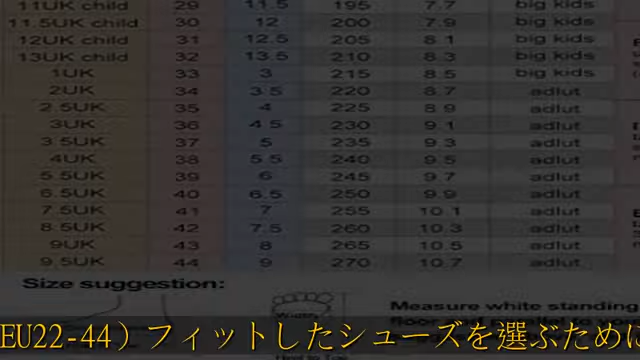 11UK child 29 11.5 195 7.7 big kids
11.5UK child 30 12 200 7.9 big kids
12UK child 31 12.5 205 8.1 big kids
13UK child 32 13.5 210 8.3 big kids
1UK 33 3 215 8.5 big kids
2UK 34 3.5 220 8.7 adlut
2.5UK 35 4 225 8.9 adlut
3UK 36 4.5 230 9.1 adlut
3.5UK 37 5 235 9.3 adlut
4UK 38 5.5 240 9.5 adlut
5.5UK 39 6 245 9.7 adlut
6.5UK 40 6.5 250 9.9 adlut
7.5UK 41 7 255 10.1 adlut
8.5UK 42 7.5 260 10.3 adlut
9UK 43 8 265 10.5 adlut
9.5UK 44 9 270 10.7 adlut
Size suggestion:
Width
Measure white standing
EU22-44）フィットしたシューズを選ぶために
Heel to Toe